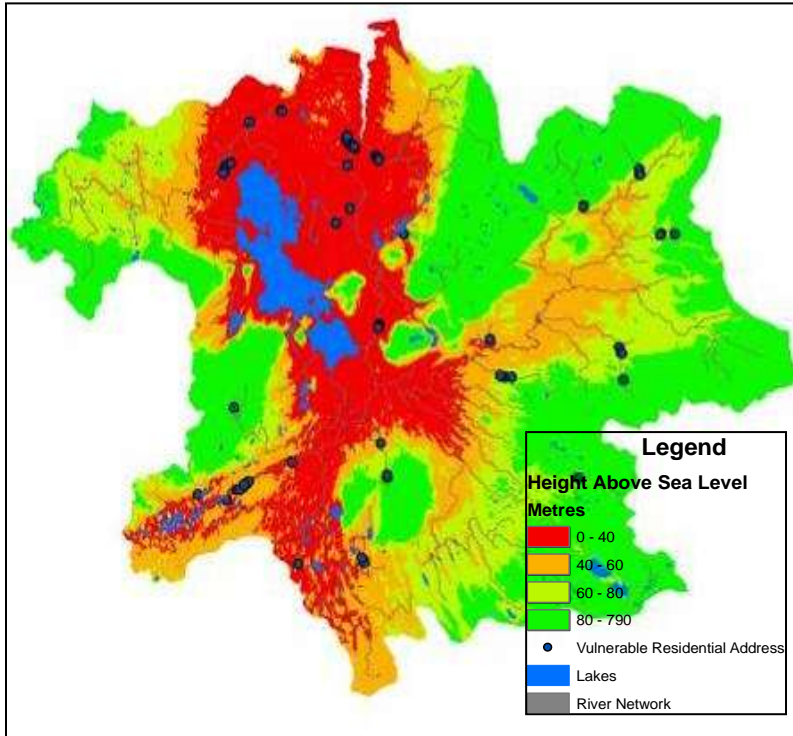 Legend
Height Above Sea Level
Metres
0 - 40
40 - 60
60 - 80
80 - 790
Vulnerable Residential Address
Lakes
River Network